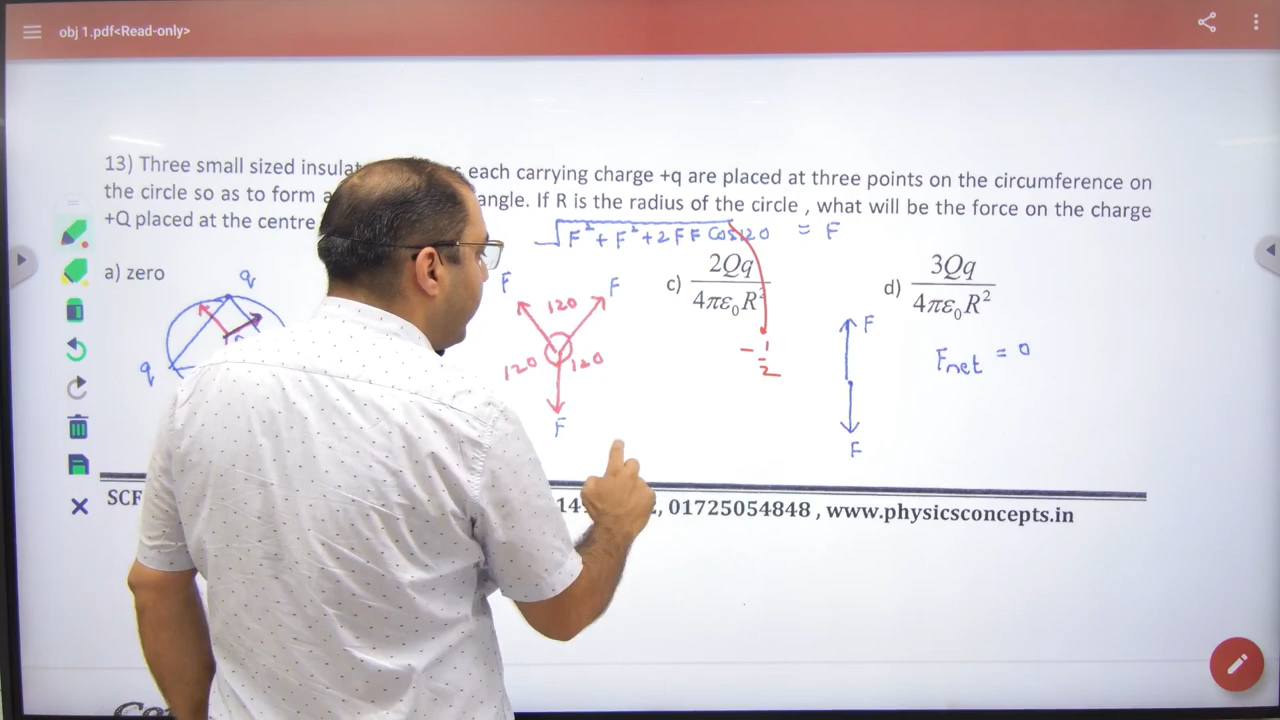 obj 1.pdf<Read-only>
13) Three small sized insulat each carrying charge +q are placed at three points on the circumference on
the circle so as to form a angle. If R is the radius of the circle , what will be the force on the charge
+Q placed at the centre
√F² + F² + 2FF Cos120 = F
a) zero
c) 2Qq / 4πε₀R²
d) 3Qq / 4πε₀R²
q
q
F
F
120
120
120
F
- 1/2
F
F
Fnet = 0
SCF 14 2, 01725054848 , www.physicsconcepts.in